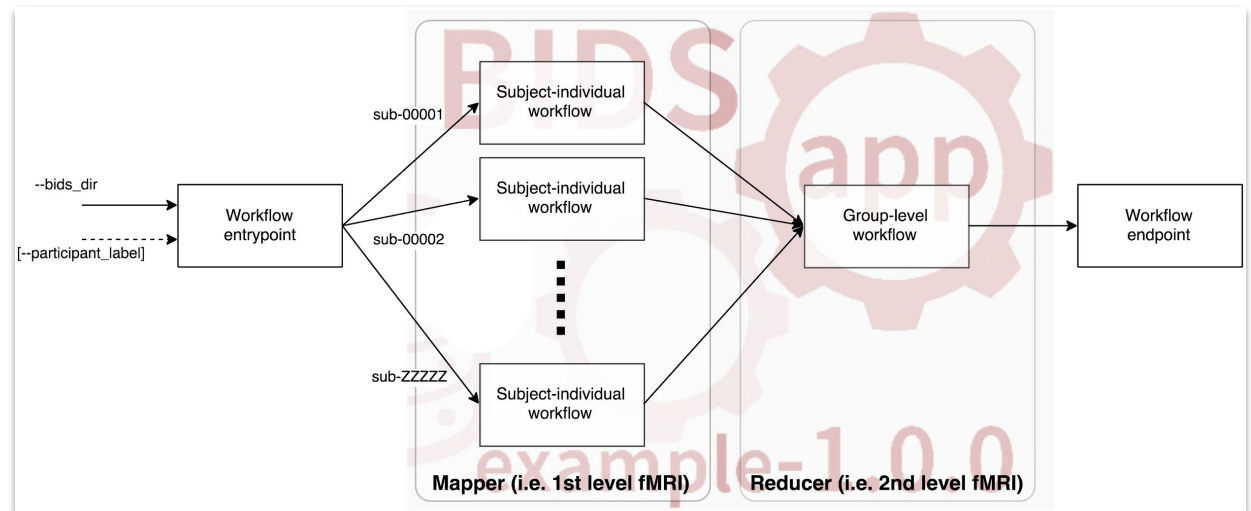 BIDS
app
example-1.0.0
--bids_dir
[--participant_label]
Workflow
entrypoint
sub-00001
sub-00002
sub-ZZZZZ
Subject-individual
workflow
Subject-individual
workflow
Subject-individual
workflow
Mapper (i.e. 1st level fMRI)
Group-level
workflow
Reducer (i.e. 2nd level fMRI)
Workflow
endpoint